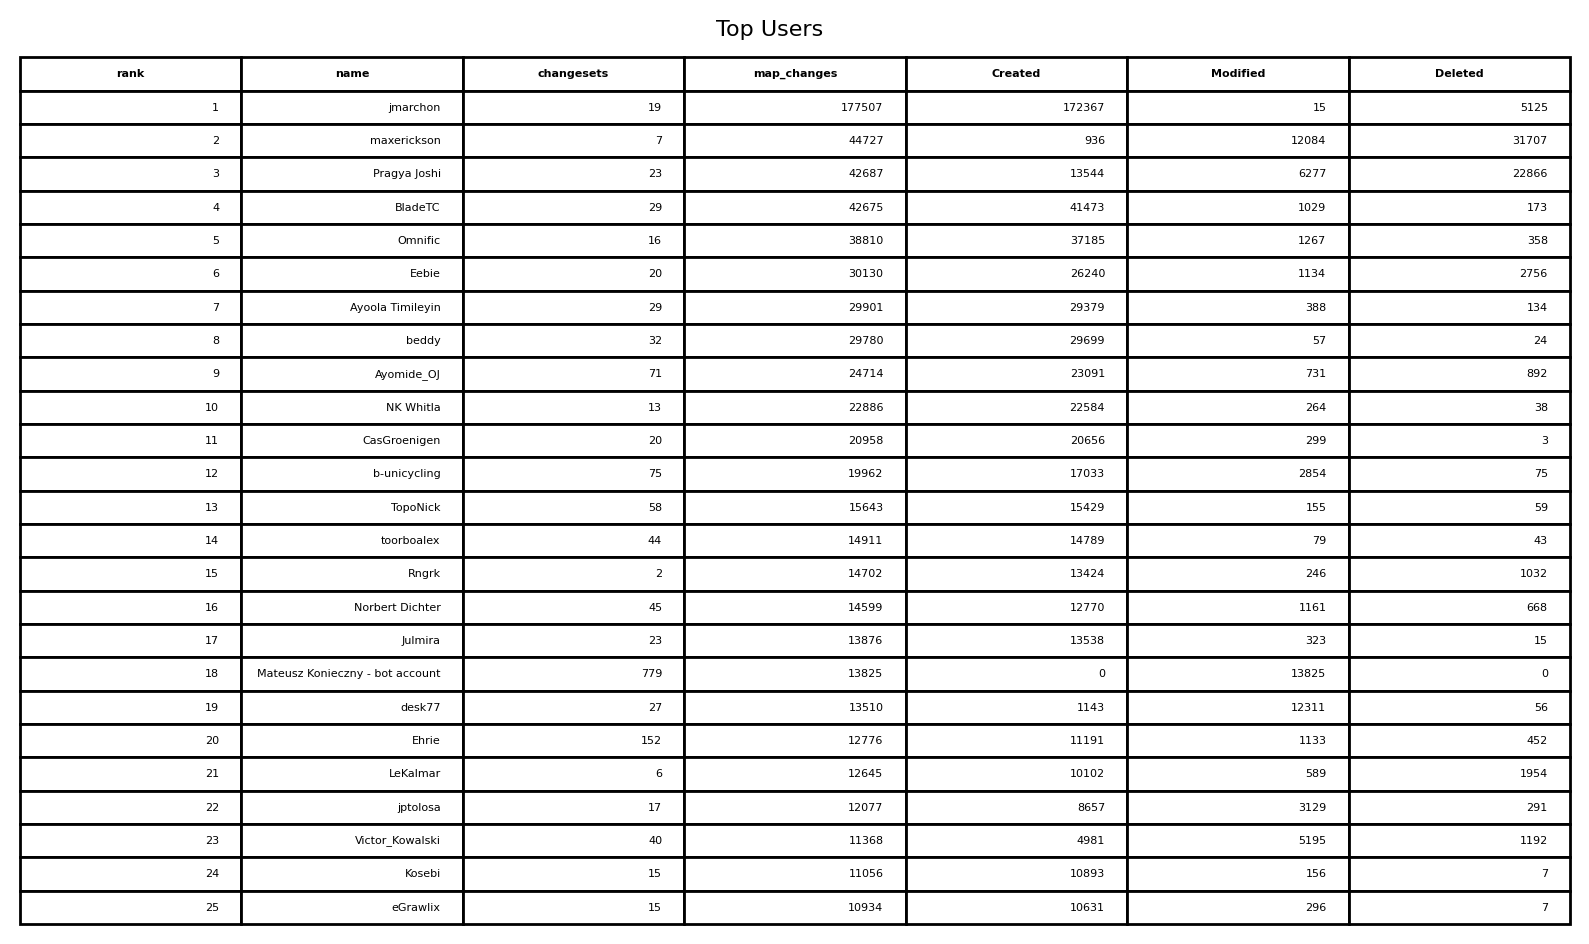 Top Users
rank name changesets map_changes Created Modified Deleted
1 jmarchon 19 177507 172367 15 5125
2 maxerickson 7 44727 936 12084 31707
3 Pragya Joshi 23 42687 13544 6277 22866
4 BladeTC 29 42675 41473 1029 173
5 Omnific 16 38810 37185 1267 358
6 Eebie 20 30130 26240 1134 2756
7 Ayoola Timileyin 29 29901 29379 388 134
8 beddy 32 29780 29699 57 24
9 Ayomide_OJ 71 24714 23091 731 892
10 NK Whitla 13 22886 22584 264 38
11 CasGroenigen 20 20958 20656 299 3
12 b-unicycling 75 19962 17033 2854 75
13 TopoNick 58 15643 15429 155 59
14 toorboalex 44 14911 14789 79 43
15 Rngrk 2 14702 13424 246 1032
16 Norbert Dichter 45 14599 12770 1161 668
17 Julmira 23 13876 13538 323 15
18 Mateusz Konieczny - bot account 779 13825 0 13825 0
19 desk77 27 13510 1143 12311 56
20 Ehrie 152 12776 11191 1133 452
21 LeKalmar 6 12645 10102 589 1954
22 jptolosa 17 12077 8657 3129 291
23 Victor_Kowalski 40 11368 4981 5195 1192
24 Kosebi 15 11056 10893 156 7
25 eGrawlix 15 10934 10631 296 7